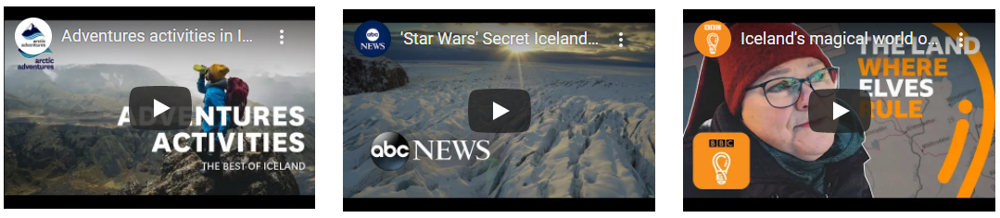 Adventures activities in I...
arctic
adventures
arctic
adventures
ADVENTURES
ACTIVITIES
THE BEST OF ICELAND
abc
NEWS
'Star Wars' Secret Iceland...
abc NEWS
BBC
Iceland's magical world o...
THE LAND
WHERE
ELVES
RULE
BBC